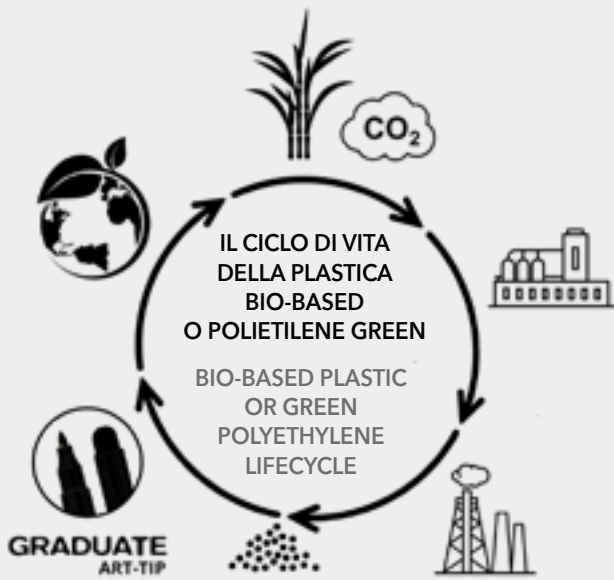 CO₂
IL CICLO DI VITA
DELLA PLASTICA
BIO-BASED
O POLIETILENE GREEN
BIO-BASED PLASTIC
OR GREEN
POLYETHYLENE
LIFECYCLE
GRADUATE
ART-TIP